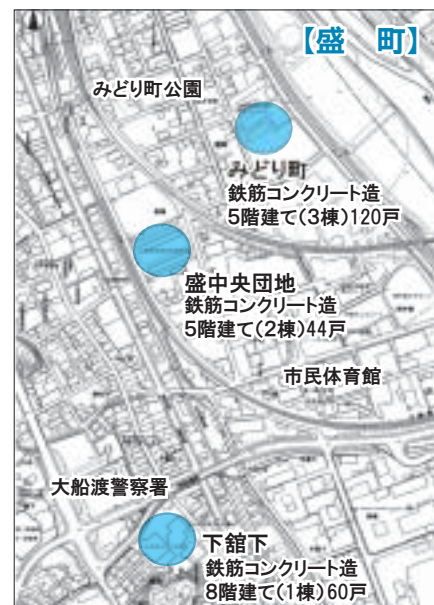 【盛　町】
みどり町公園
みどり町
鉄筋コンクリート造
5階建て(3棟)120戸
盛中央団地
鉄筋コンクリート造
5階建て(2棟)44戸
市民体育館
大船渡警察署
下舘下
鉄筋コンクリート造
8階建て(1棟)60戸